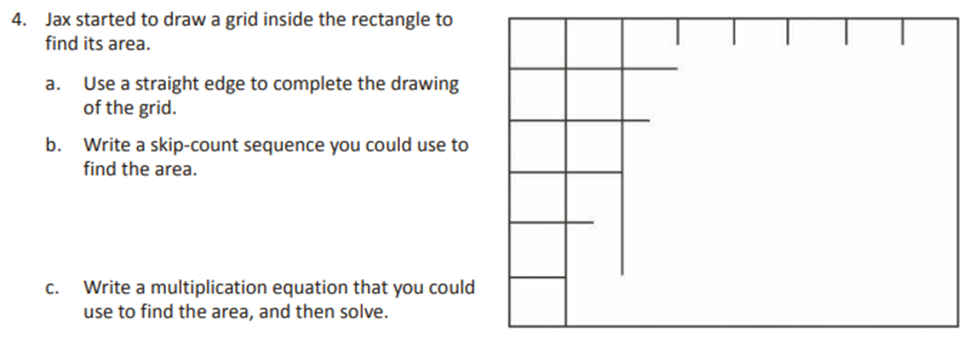 4. Jax started to draw a grid inside the rectangle to
find its area.
a. Use a straight edge to complete the drawing
of the grid.
b. Write a skip-count sequence you could use to
find the area.
c. Write a multiplication equation that you could
use to find the area, and then solve.